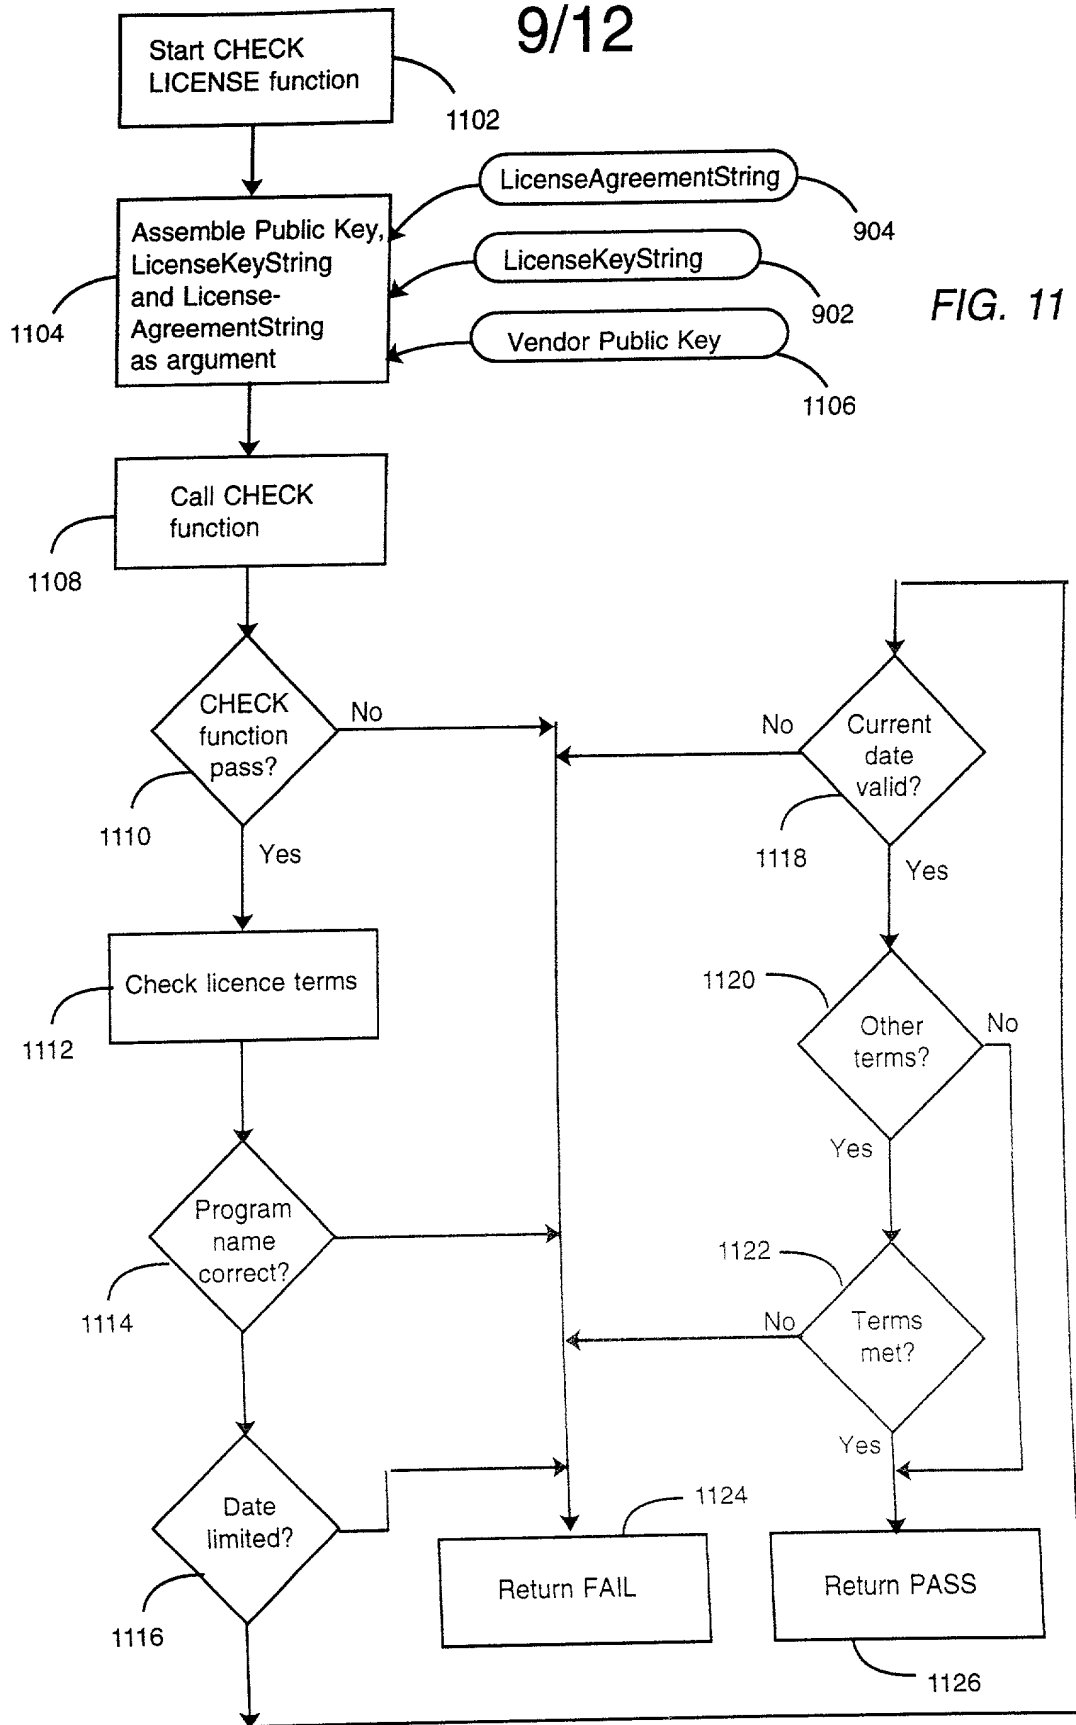 9/12
Start CHECK
LICENSE function
1102
LicenseAgreementString
904
Assemble Public Key,
LicenseKeyString
and License-
AgreementString
as argument
1104
LicenseKeyString
902
FIG. 11
Vendor Public Key
1106
Call CHECK
function
1108
CHECK
function
pass?
No
1110
Yes
No
Current
date
valid?
1118
Yes
Check licence terms
1112
1120
Other
terms?
No
Yes
Program
name
correct?
1114
1122
No
Terms
met?
Yes
Date
limited?
1116
1124
Return FAIL
Return PASS
1126